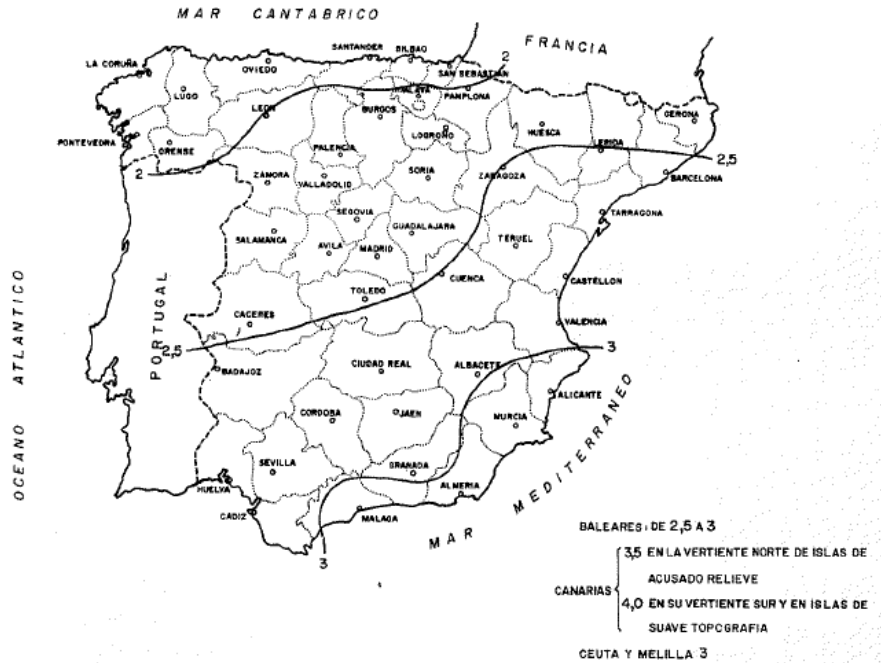 MAR CANTABRICO
FRANCIA
SANTANDER
BILBAO
2
LA CORUÑA
OVIEDO
SAN SEBASTIAN
LUGO
PAMPLONA
LEON
BURGOS
GERONA
HUESCA
LOGROÑO
PONTEVEDRA
ORENSE
PALENCIA
LERIDA
2,5
2
ZAMORA
VALLADOLID
SORIA
ZARAGOZA
BARCELONA
SEGOVIA
TARRAGONA
SALAMANCA
AVILA
MADRID
GUADALAJARA
TERUEL
CUENCA
CASTELLON
TOLEDO
OCEANO ATLANTICO
PORTUGAL
CACERES
VALENCIA
2,5
3
BADAJOZ
CIUDAD REAL
ALBACETE
ALICANTE
CORDOBA
JAEN
MURCIA
SEVILLA
GRANADA
HUELVA
ALMERIA
CADIZ
MALAGA
MAR MEDITERRANEO
3
BALEARES: DE 2,5 A 3
CANARIAS
3,5 EN LA VERTIENTE NORTE DE ISLAS DE
ACUSADO RELIEVE
4,0 EN SU VERTIENTE SUR Y EN ISLAS DE
SUAVE TOPOGRAFIA
CEUTA Y MELILLA 3